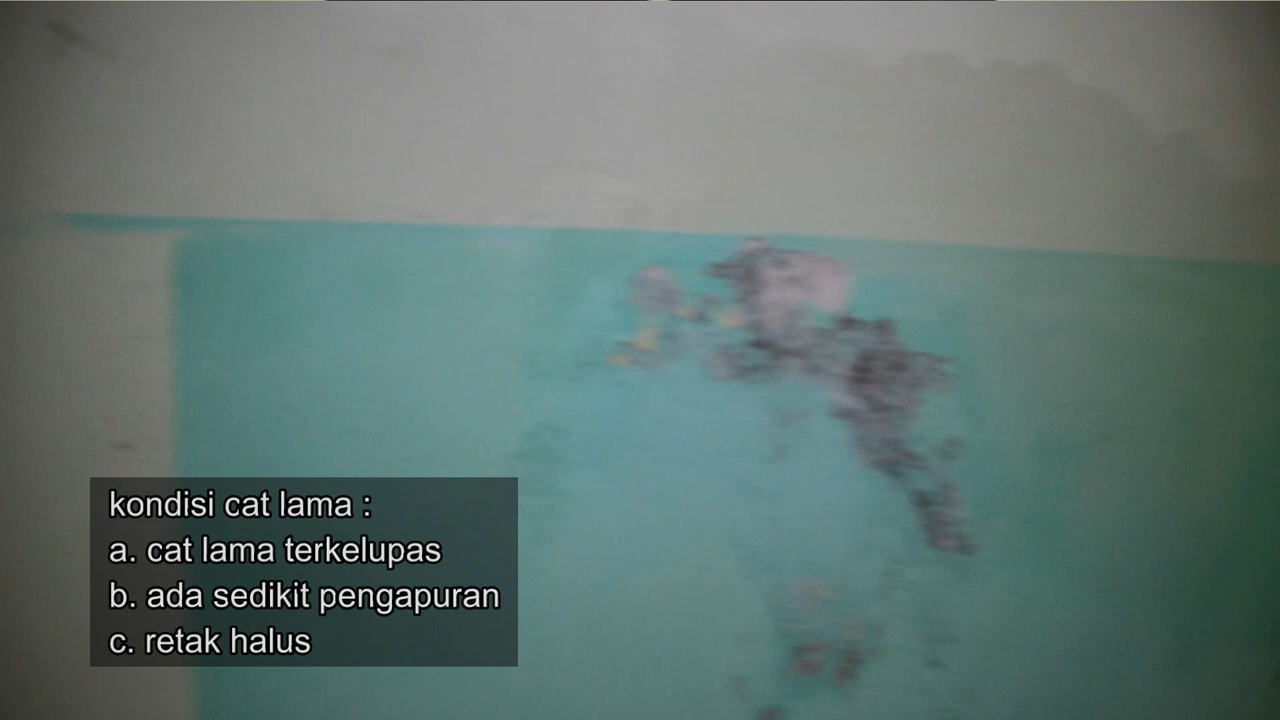 kondisi cat lama :
a. cat lama terkelupas
b. ada sedikit pengapuran
c. retak halus